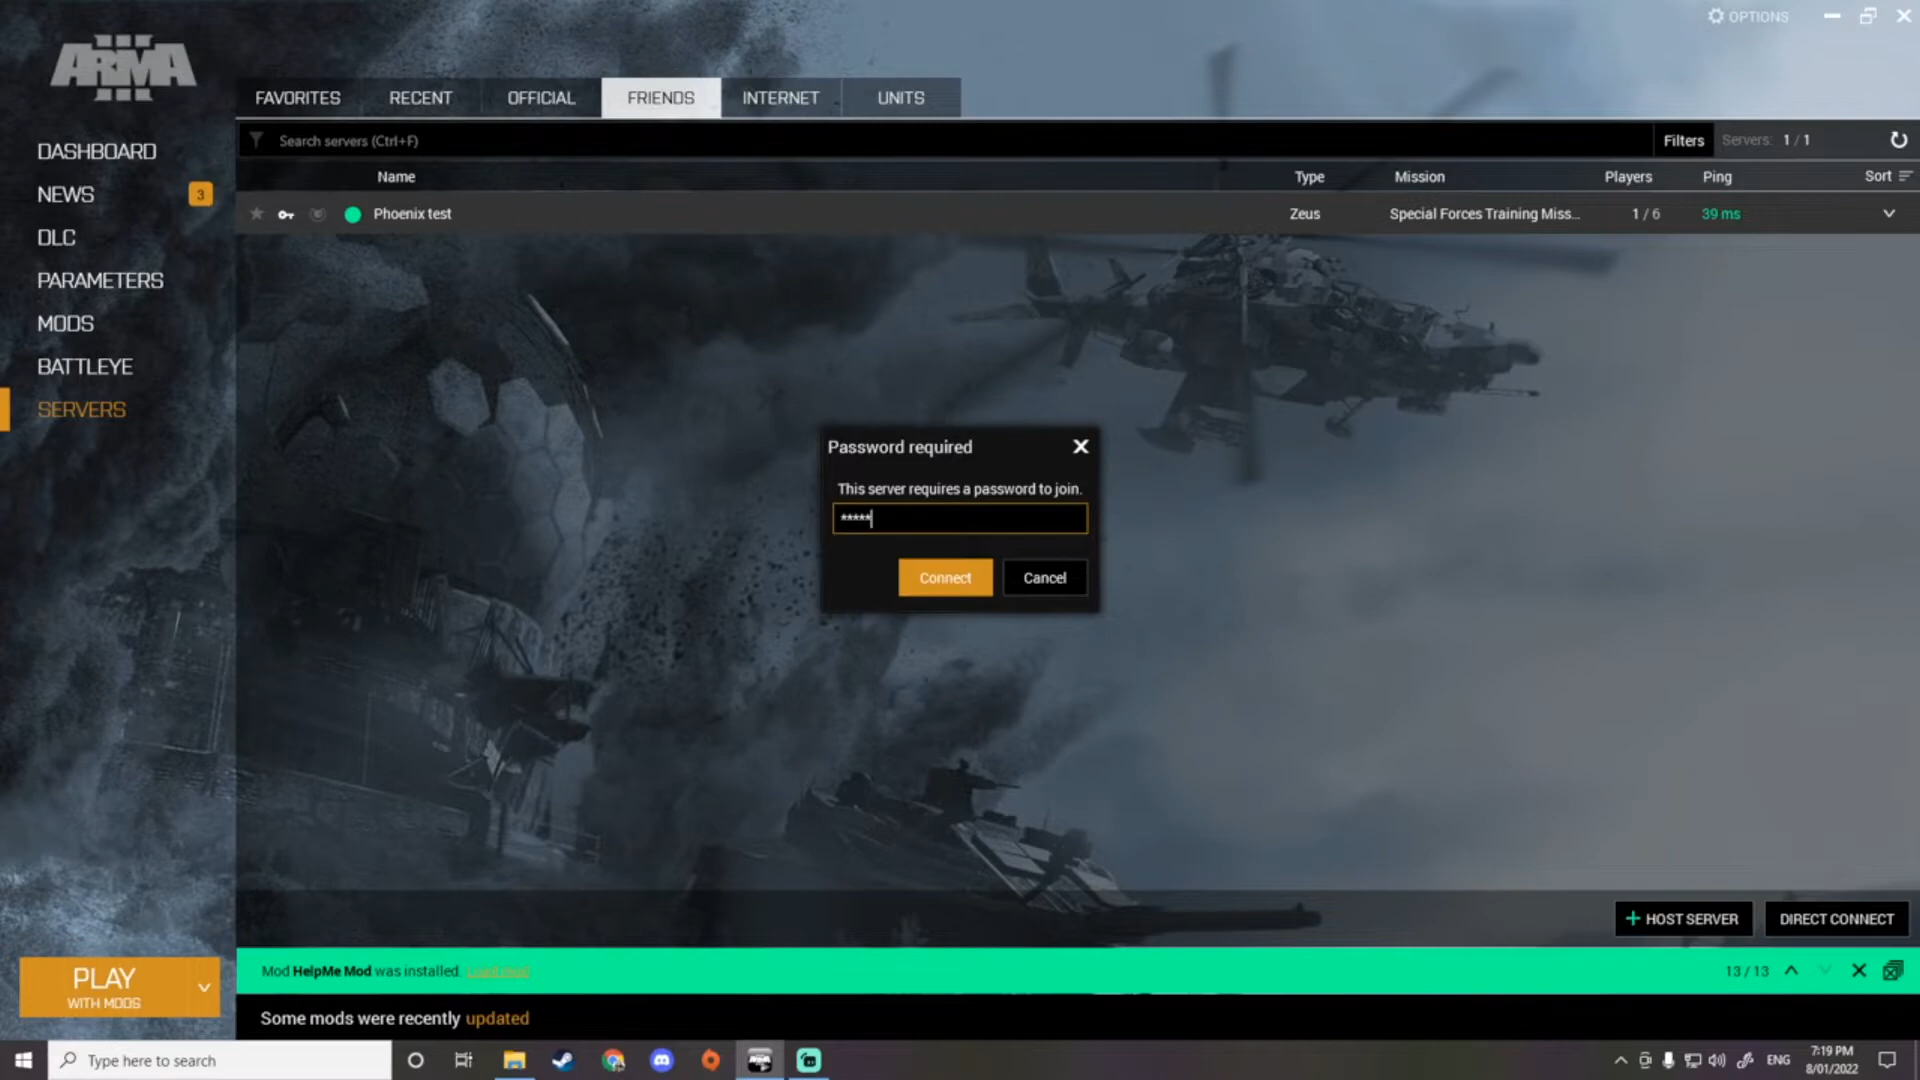 OPTIONS
ARMA III
FAVORITES RECENT OFFICIAL FRIENDS INTERNET UNITS
Search servers (Ctrl+F) Filters Servers: 1 / 1
Name Type Mission Players Ping Sort
Phoenix test Zeus Special Forces Training Miss... 1 / 6 39 ms
DASHBOARD
NEWS 3
DLC
PARAMETERS
MODS
BATTLEYE
SERVERS
Password required
This server requires a password to join.
*****
Connect Cancel
HOST SERVER DIRECT CONNECT
PLAY
WITH MODS
Mod HelpMe Mod was installed. Load mod 13 / 13
Some mods were recently updated
Type here to search
ENG
7:19 PM
8/01/2022